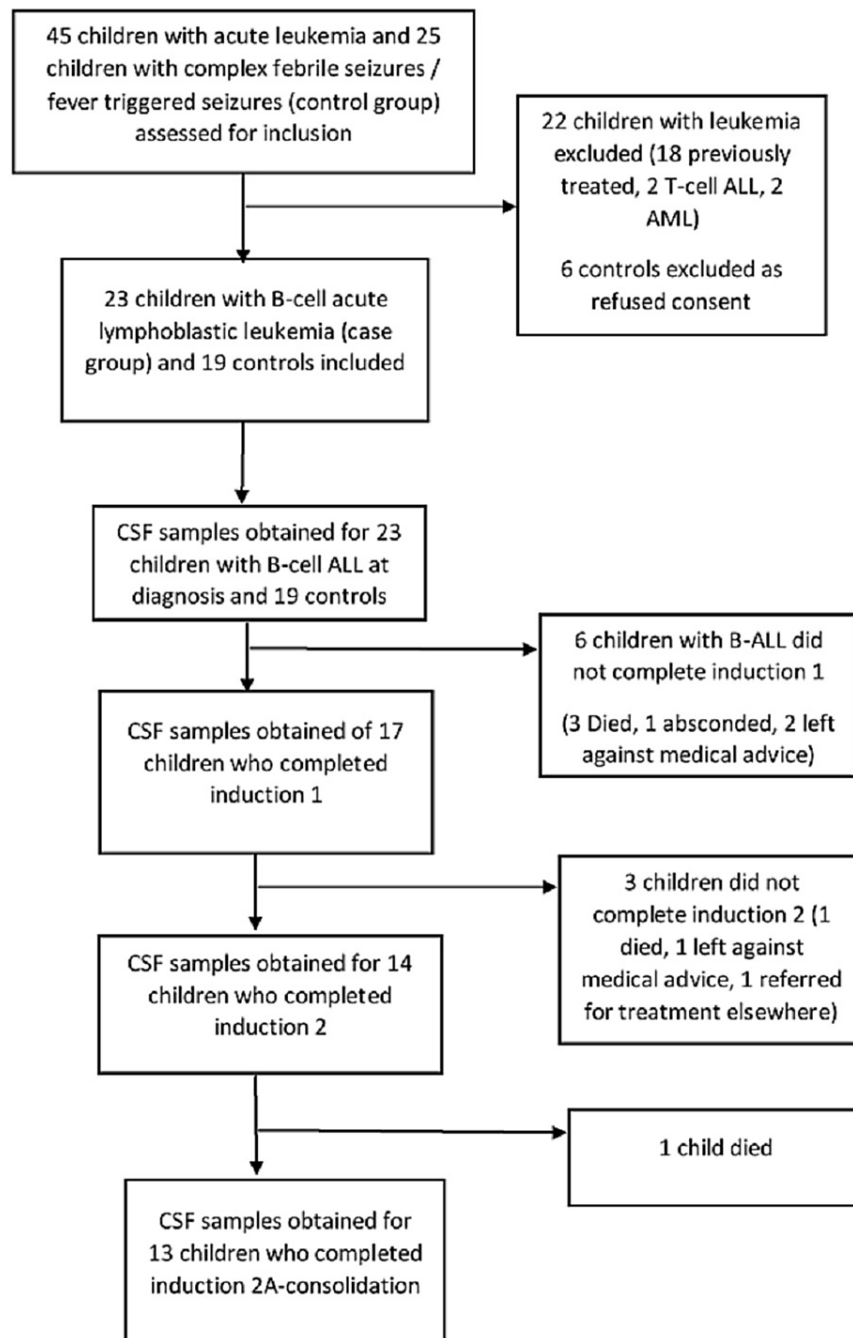 45 children with acute leukemia and 25
children with complex febrile seizures /
fever triggered seizures (control group)
assessed for inclusion
22 children with leukemia
excluded (18 previously
treated, 2 T-cell ALL, 2
AML)
6 controls excluded as
refused consent
23 children with B-cell acute
lymphoblastic leukemia (case
group) and 19 controls included
CSF samples obtained for 23
children with B-cell ALL at
diagnosis and 19 controls
6 children with B-ALL did
not complete induction 1
(3 Died, 1 absconded, 2 left
against medical advice)
CSF samples obtained of 17
children who completed
induction 1
3 children did not
complete induction 2 (1
died, 1 left against
medical advice, 1 referred
for treatment elsewhere)
CSF samples obtained for 14
children who completed
induction 2
1 child died
CSF samples obtained for
13 children who completed
induction 2A-consolidation